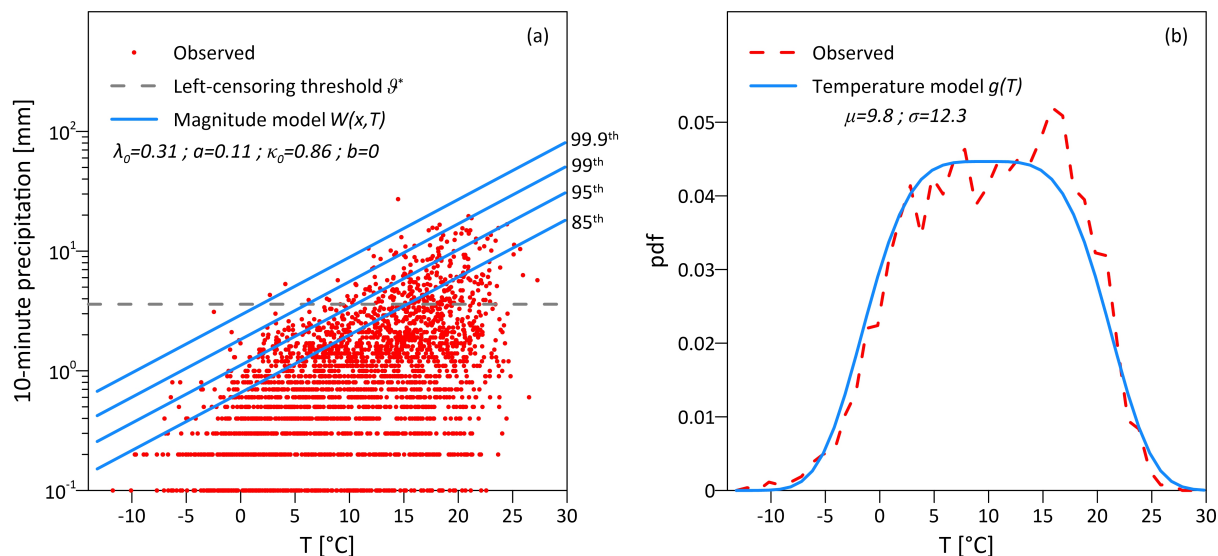 (a)
Observed
Left-censoring threshold ϑ*
Magnitude model W(x,T)
λ₀=0.31 ; a=0.11 ; κ₀=0.86 ; b=0
99.9th
99th
95th
85th
10-minute precipitation [mm]
10²
10¹
10⁰
10⁻¹
-10 -5 0 5 10 15 20 25 30
T [°C]
(b)
Observed
Temperature model g(T)
μ=9.8 ; σ=12.3
pdf
0.05
0.04
0.03
0.02
0.01
0
-10 -5 0 5 10 15 20 25 30
T [°C]